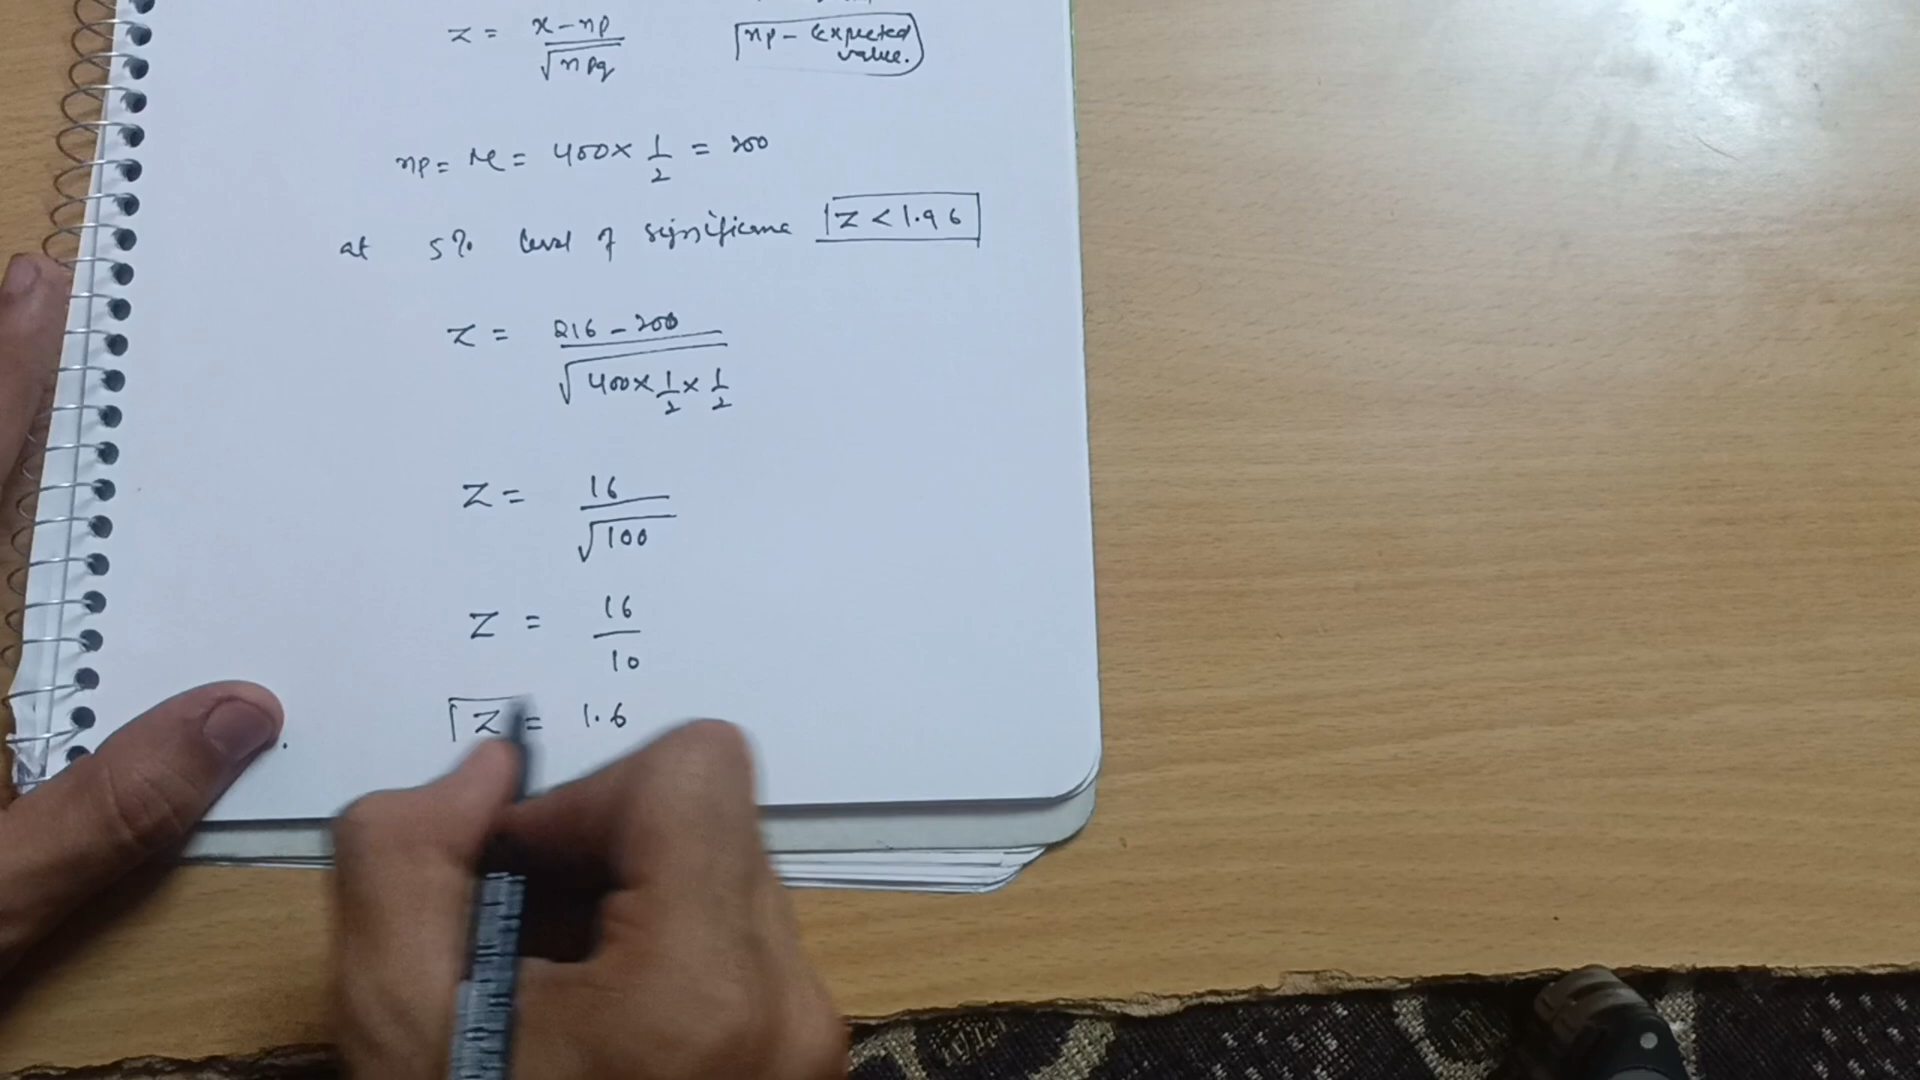 z = x - np / √npq
np - Expected value.
np = μ = 400 × 1/2 = 200
at 5% level of significance z < 1.96
z = 216 - 200 / √400 × 1/2 × 1/2
z = 16 / √100
z = 16 / 10
z = 1.6